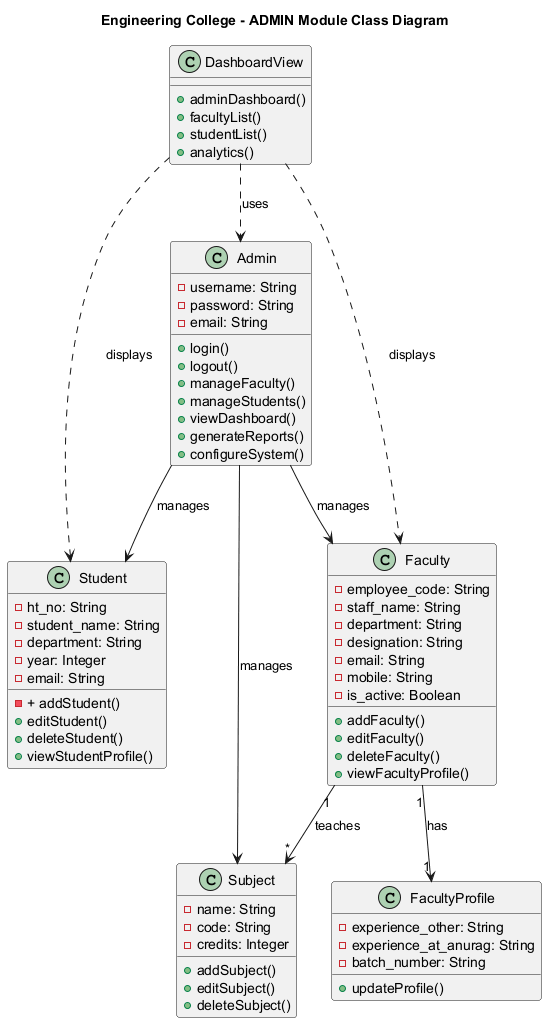 Engineering College - ADMIN Module Class Diagram
C DashboardView
adminDashboard()
facultyList()
studentList()
analytics()
uses
C Admin
username: String
password: String
email: String
login()
logout()
manageFaculty()
manageStudents()
viewDashboard()
generateReports()
configureSystem()
displays
displays
manages
manages
manages
C Student
ht_no: String
student_name: String
department: String
year: Integer
email: String
+ addStudent()
editStudent()
deleteStudent()
viewStudentProfile()
C Faculty
employee_code: String
staff_name: String
department: String
designation: String
email: String
mobile: String
is_active: Boolean
addFaculty()
editFaculty()
deleteFaculty()
viewFacultyProfile()
1
teaches
*
1
has
1
C Subject
name: String
code: String
credits: Integer
addSubject()
editSubject()
deleteSubject()
C FacultyProfile
experience_other: String
experience_at_anurag: String
batch_number: String
updateProfile()